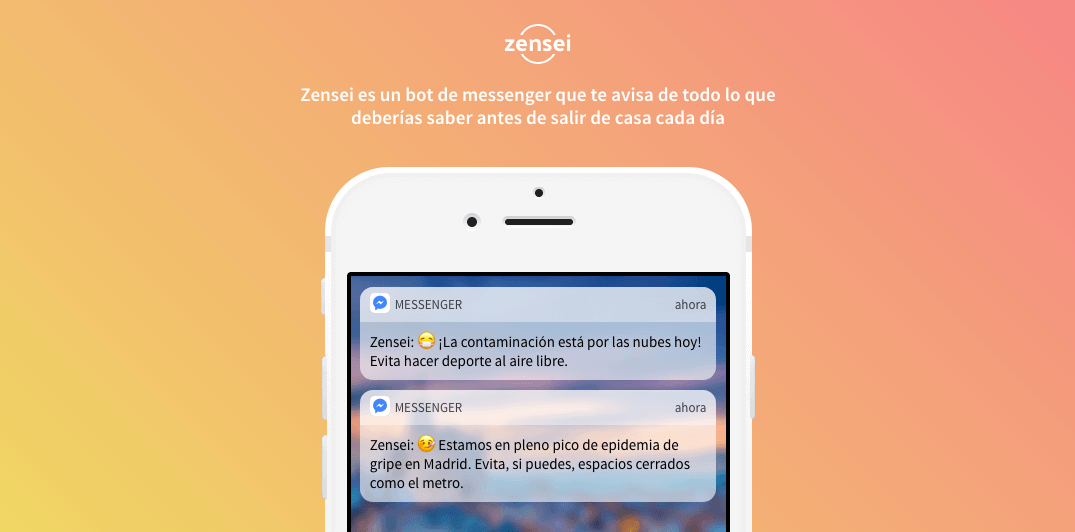 zensei
Zensei es un bot de messenger que te avisa de todo lo que
deberías saber antes de salir de casa cada día
MESSENGER ahora
Zensei: 😷 ¡La contaminación está por las nubes hoy!
Evita hacer deporte al aire libre.
MESSENGER ahora
Zensei: 🤒 Estamos en pleno pico de epidemia de
gripe en Madrid. Evita, si puedes, espacios cerrados
como el metro.